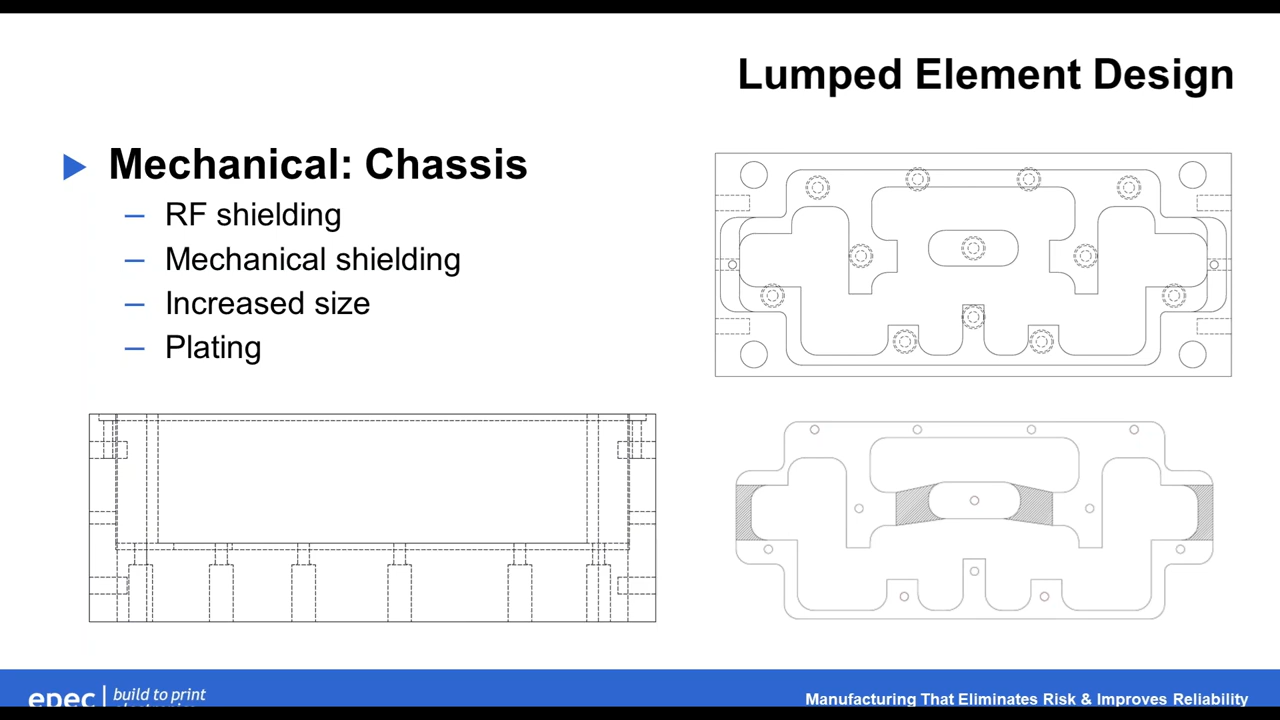 Lumped Element Design
Mechanical: Chassis
– RF shielding
– Mechanical shielding
– Increased size
– Plating
epec
build to print
Manufacturing That Eliminates Risk & Improves Reliability